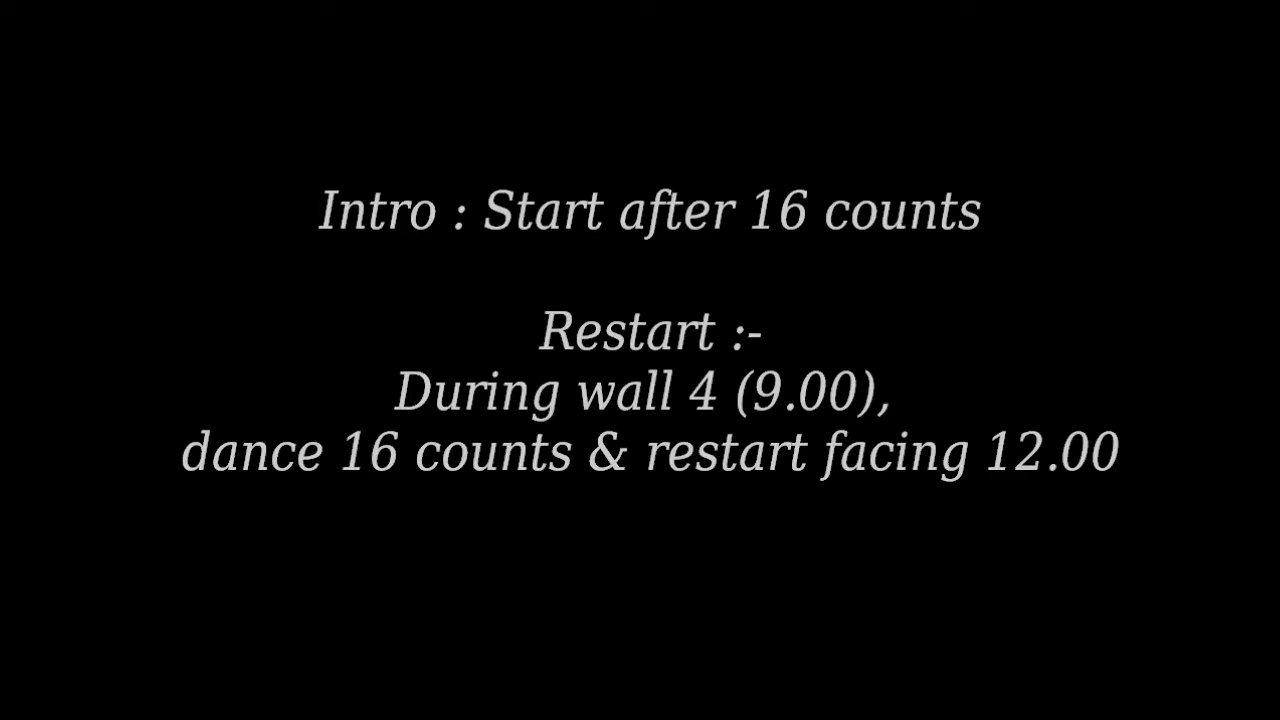 Intro : Start after 16 counts
Restart :-
During wall 4 (9.00),
dance 16 counts & restart facing 12.00